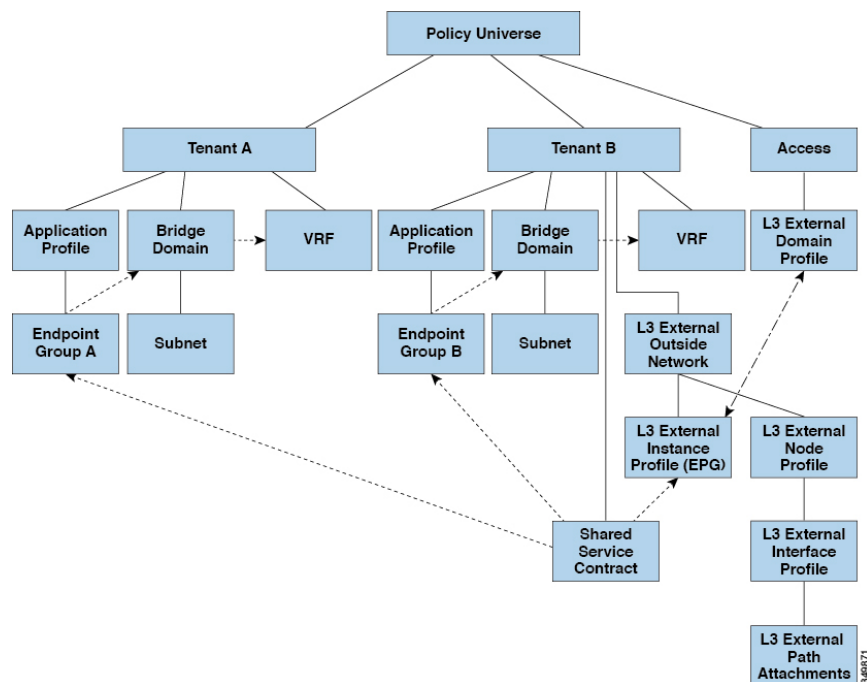 Policy Universe
Tenant A
Tenant B
Access
Application
Profile
Bridge
Domain
VRF
Application
Profile
Bridge
Domain
VRF
L3 External
Domain
Profile
Endpoint
Group A
Subnet
Endpoint
Group B
Subnet
L3 External
Outside
Network
L3 External
Instance
Profile (EPG)
L3 External
Node
Profile
Shared
Service
Contract
L3 External
Interface
Profile
L3 External
Path
Attachments
349871